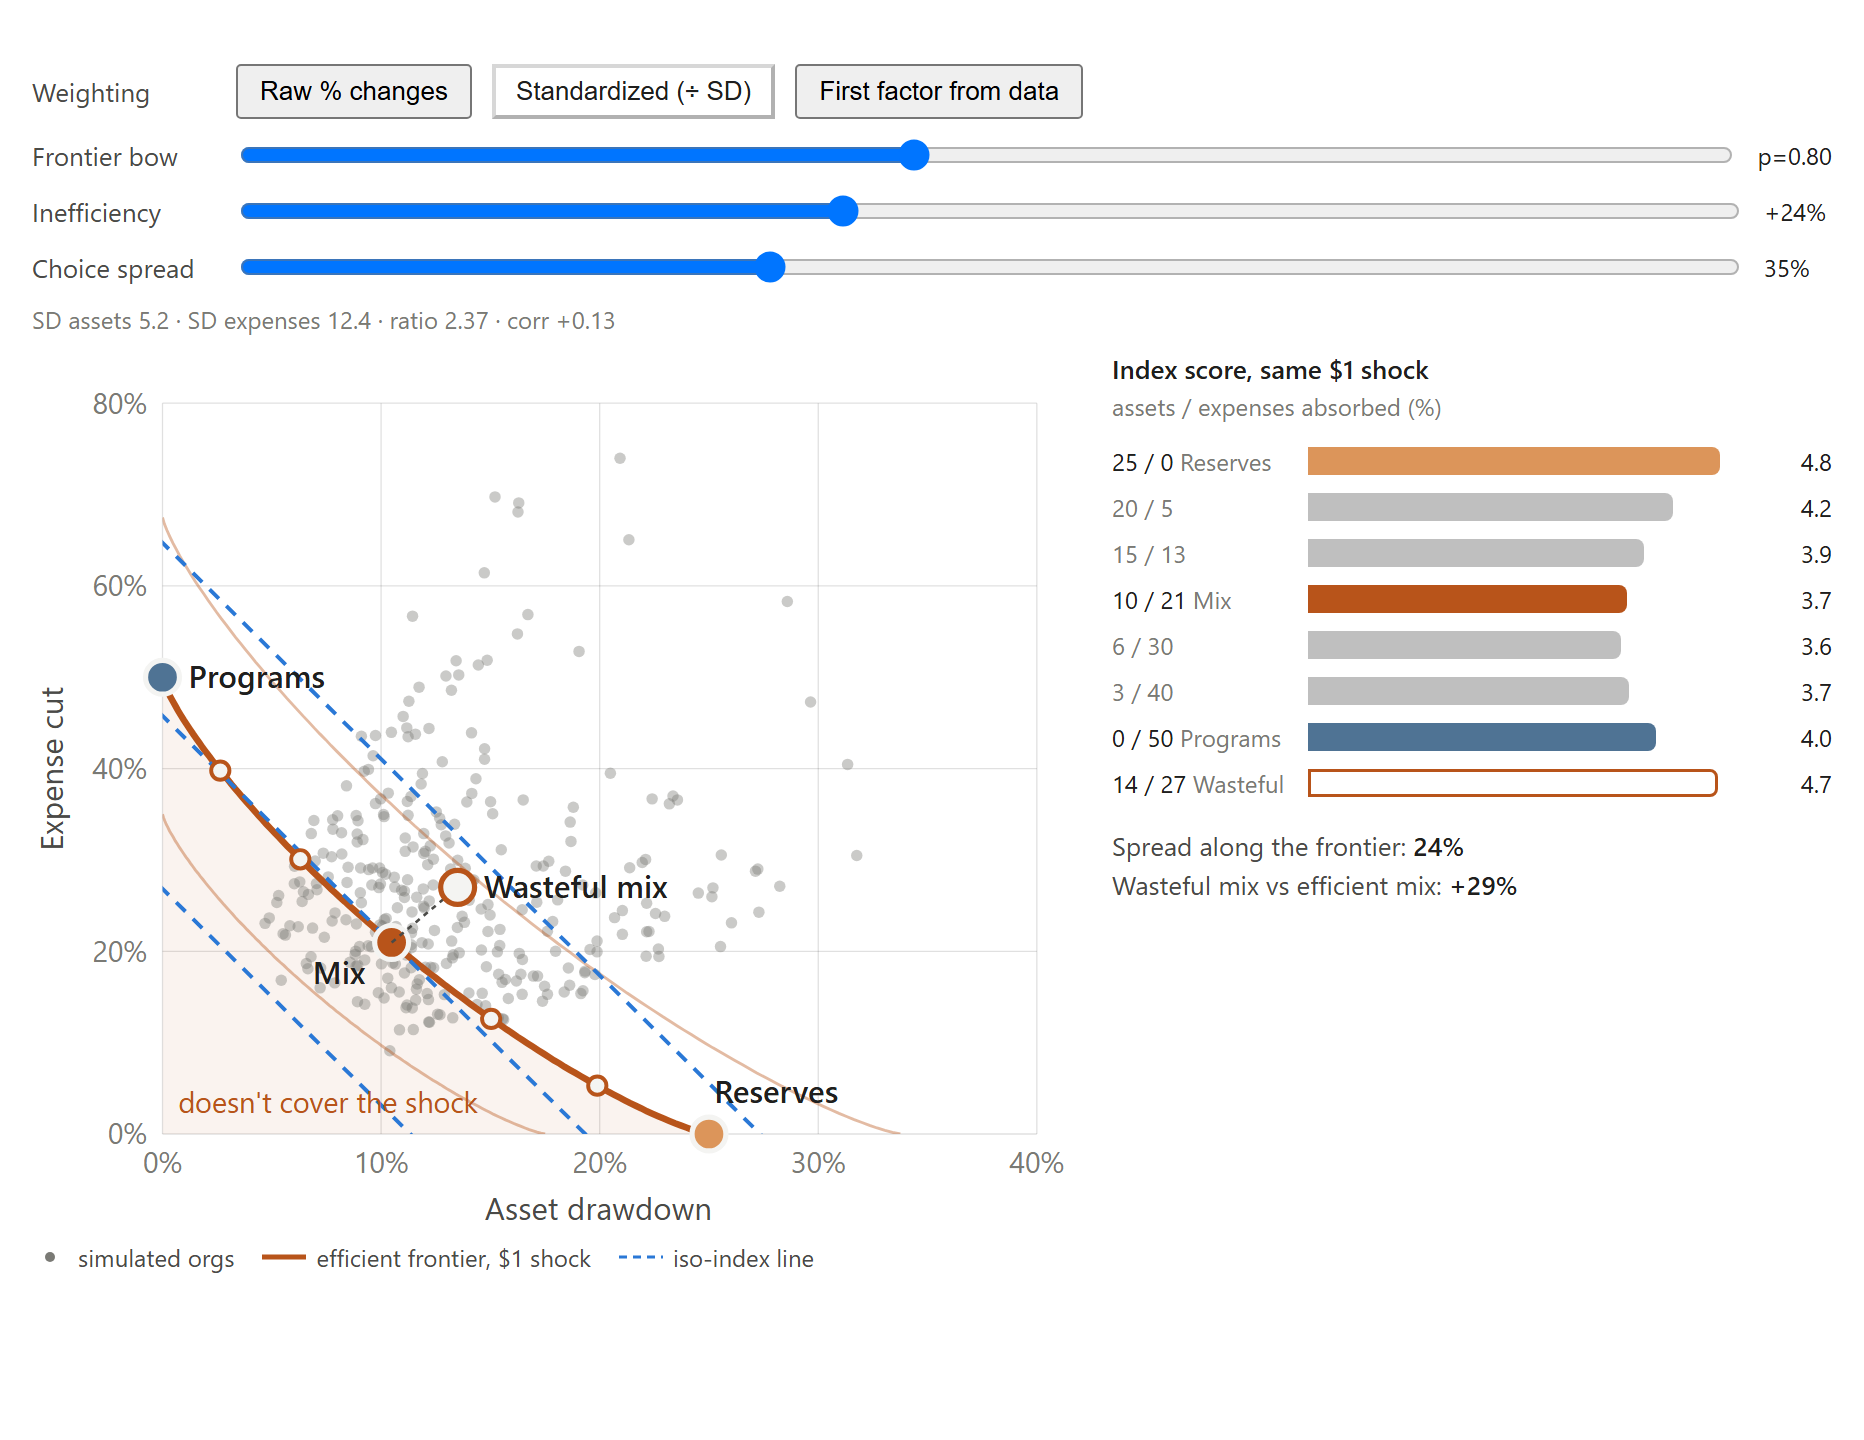 Weighting Raw % changes Standardized (÷ SD) First factor from data
Frontier bow p=0.80
Inefficiency +24%
Choice spread 35%
SD assets 5.2 · SD expenses 12.4 · ratio 2.37 · corr +0.13
80%
60%
40%
20%
0%
Expense cut
Programs
Wasteful mix
Mix
Reserves
doesn't cover the shock
0% 10% 20% 30% 40%
Asset drawdown
simulated orgs efficient frontier, $1 shock iso-index line
Index score, same $1 shock
assets / expenses absorbed (%)
25 / 0 Reserves 4.8
20 / 5 4.2
15 / 13 3.9
10 / 21 Mix 3.7
6 / 30 3.6
3 / 40 3.7
0 / 50 Programs 4.0
14 / 27 Wasteful 4.7
Spread along the frontier: 24%
Wasteful mix vs efficient mix: +29%